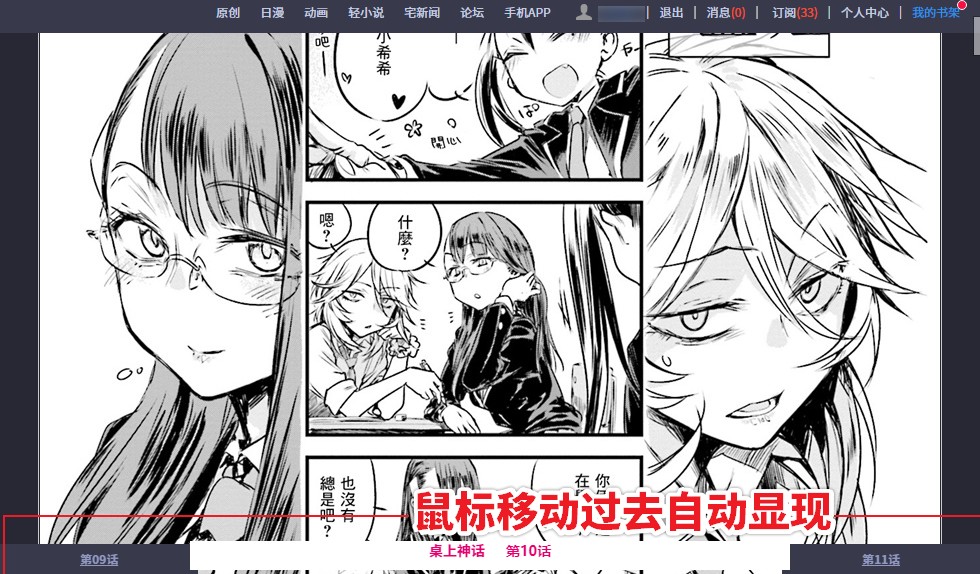 原创 日漫 动画 轻小说 宅新闻 论坛 手机APP | 退出 | 消息(0) | 订阅(33) | 个人中心 | 我的书架
小希希
吧—
開心
ぱっ
什麼?
嗯?
你
在
也沒有
總是吧?
鼠标移动过去自动显现
第09话 桌上神话 第10话 第11话